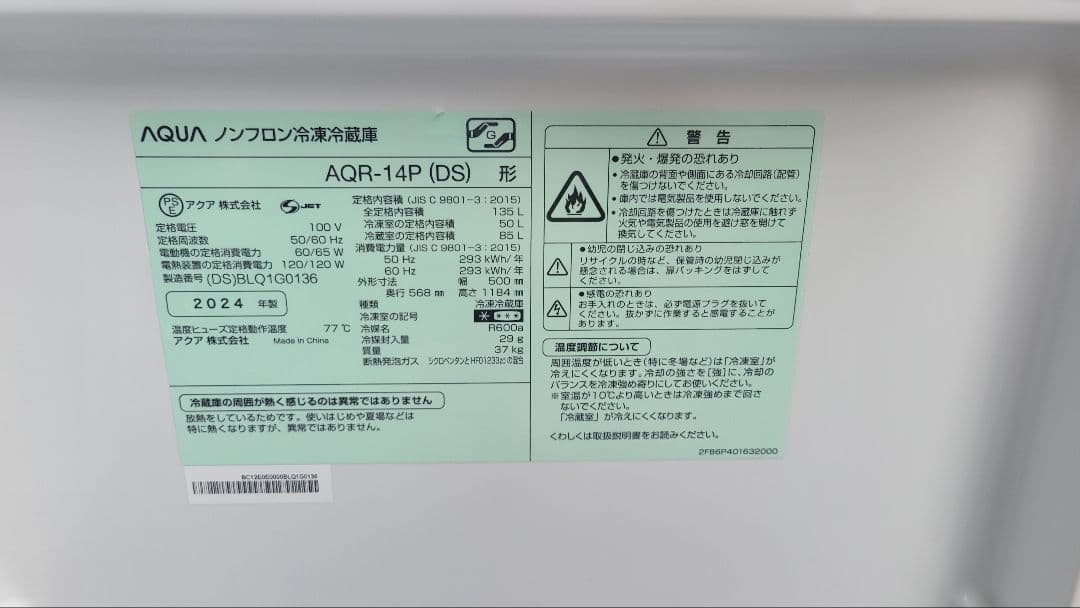 AQUA ノンフロン冷凍冷蔵庫
AQR-14P (DS) 形
PSE アクア 株式会社 S-JET
定格電圧 100 V
定格周波数 50/60 Hz
電動機の定格消費電力 60/65 W
電熱装置の定格消費電力 120/120 W
製造番号 (DS)BLQ1G0136
2024 年製
温度ヒューズ定格動作温度 77℃
アクア 株式会社 Made in China
定格内容積 (JIS C 9801-3:2015)
全定格内容積 135 L
冷凍室の定格内容積 50 L
冷蔵室の定格内容積 85 L
消費電力量 (JIS C 9801-3:2015)
50 Hz 293 kWh/年
60 Hz 293 kWh/年
外形寸法 幅 500 mm
奥行 568 mm 高さ 1184 mm
種類 冷凍冷蔵庫
冷凍室の記号
冷媒名 R600a
冷媒封入量 29 g
質量 37 kg
断熱発泡ガス シクロペンタンとHFO1233zdの混合
冷蔵庫の周囲が熱く感じるのは異常ではありません
放熱をしているためです。使いはじめや夏場などは
特に熱くなりますが、異常ではありません。
警告
●発火・爆発の恐れあり
・冷蔵庫の背面や側面にある冷却回路(配管)
を傷つけないでください。
・庫内では電気製品を使用しないでください。
・冷却回路を傷つけたときは冷蔵庫に触れず
火気や電気製品の使用を避け窓を開けて
換気してください。
●幼児の閉じ込みの恐れあり
リサイクルの時など、保管時の幼児閉じ込みが
懸念される場合は、扉パッキングをはずして
ください。
●感電の恐れあり
お手入れのときは、必ず電源プラグを抜いて
ください。抜かずに作業すると感電することが
あります。
温度調節について
周囲温度が低いとき(特に冬場など)は「冷凍室」が
冷えにくくなります。冷却の強さを[強]に、冷却の
バランスを冷凍強め寄りにしてお使いください。
※室温が10℃より高いときは冷凍強めまで回さ
ないでください。
「冷蔵室」が冷えにくくなります。
くわしくは取扱説明書をお読みください。
2FB6P401632000
BC12E0E0000BLQ1G0136